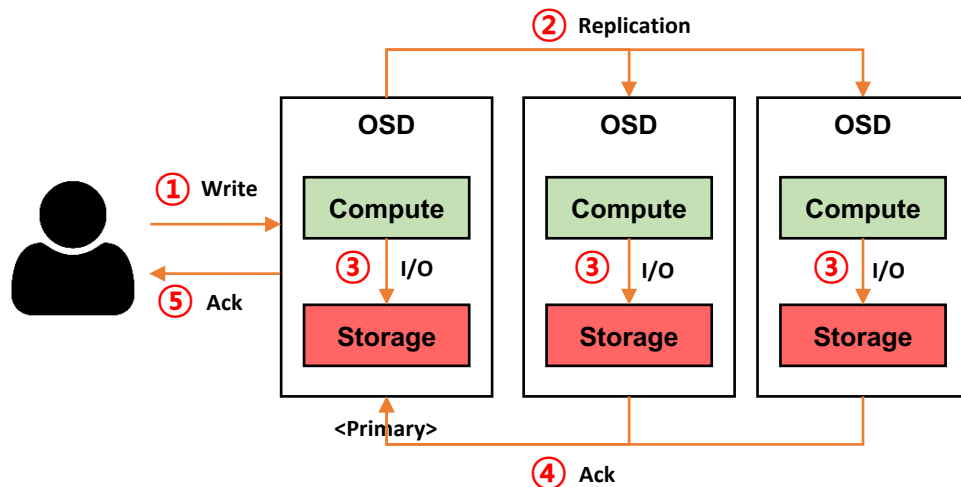 ② Replication
OSD
OSD
OSD
① Write
Compute
Compute
Compute
③ I/O
③ I/O
③ I/O
⑤ Ack
Storage
Storage
Storage
<Primary>
④ Ack